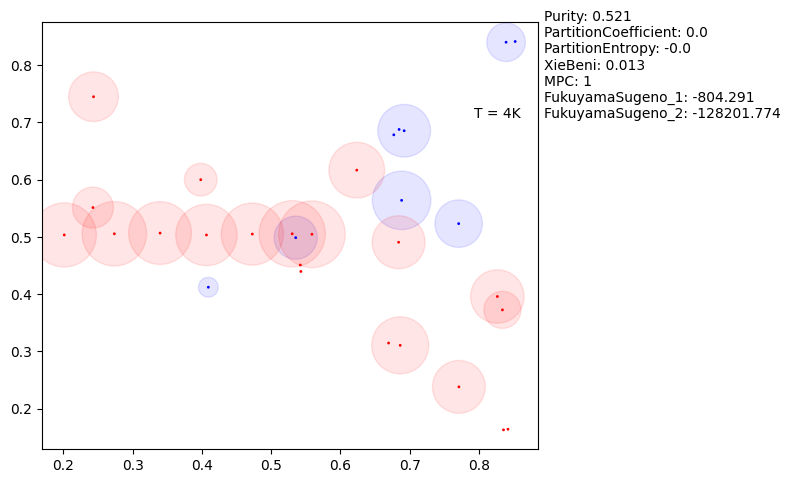 Purity: 0.521
PartitionCoefficient: 0.0
PartitionEntropy: -0.0
XieBeni: 0.013
MPC: 1
FukuyamaSugeno_1: -804.291
FukuyamaSugeno_2: -128201.774
T = 4K
0.8
0.7
0.6
0.5
0.4
0.3
0.2
0.2 0.3 0.4 0.5 0.6 0.7 0.8